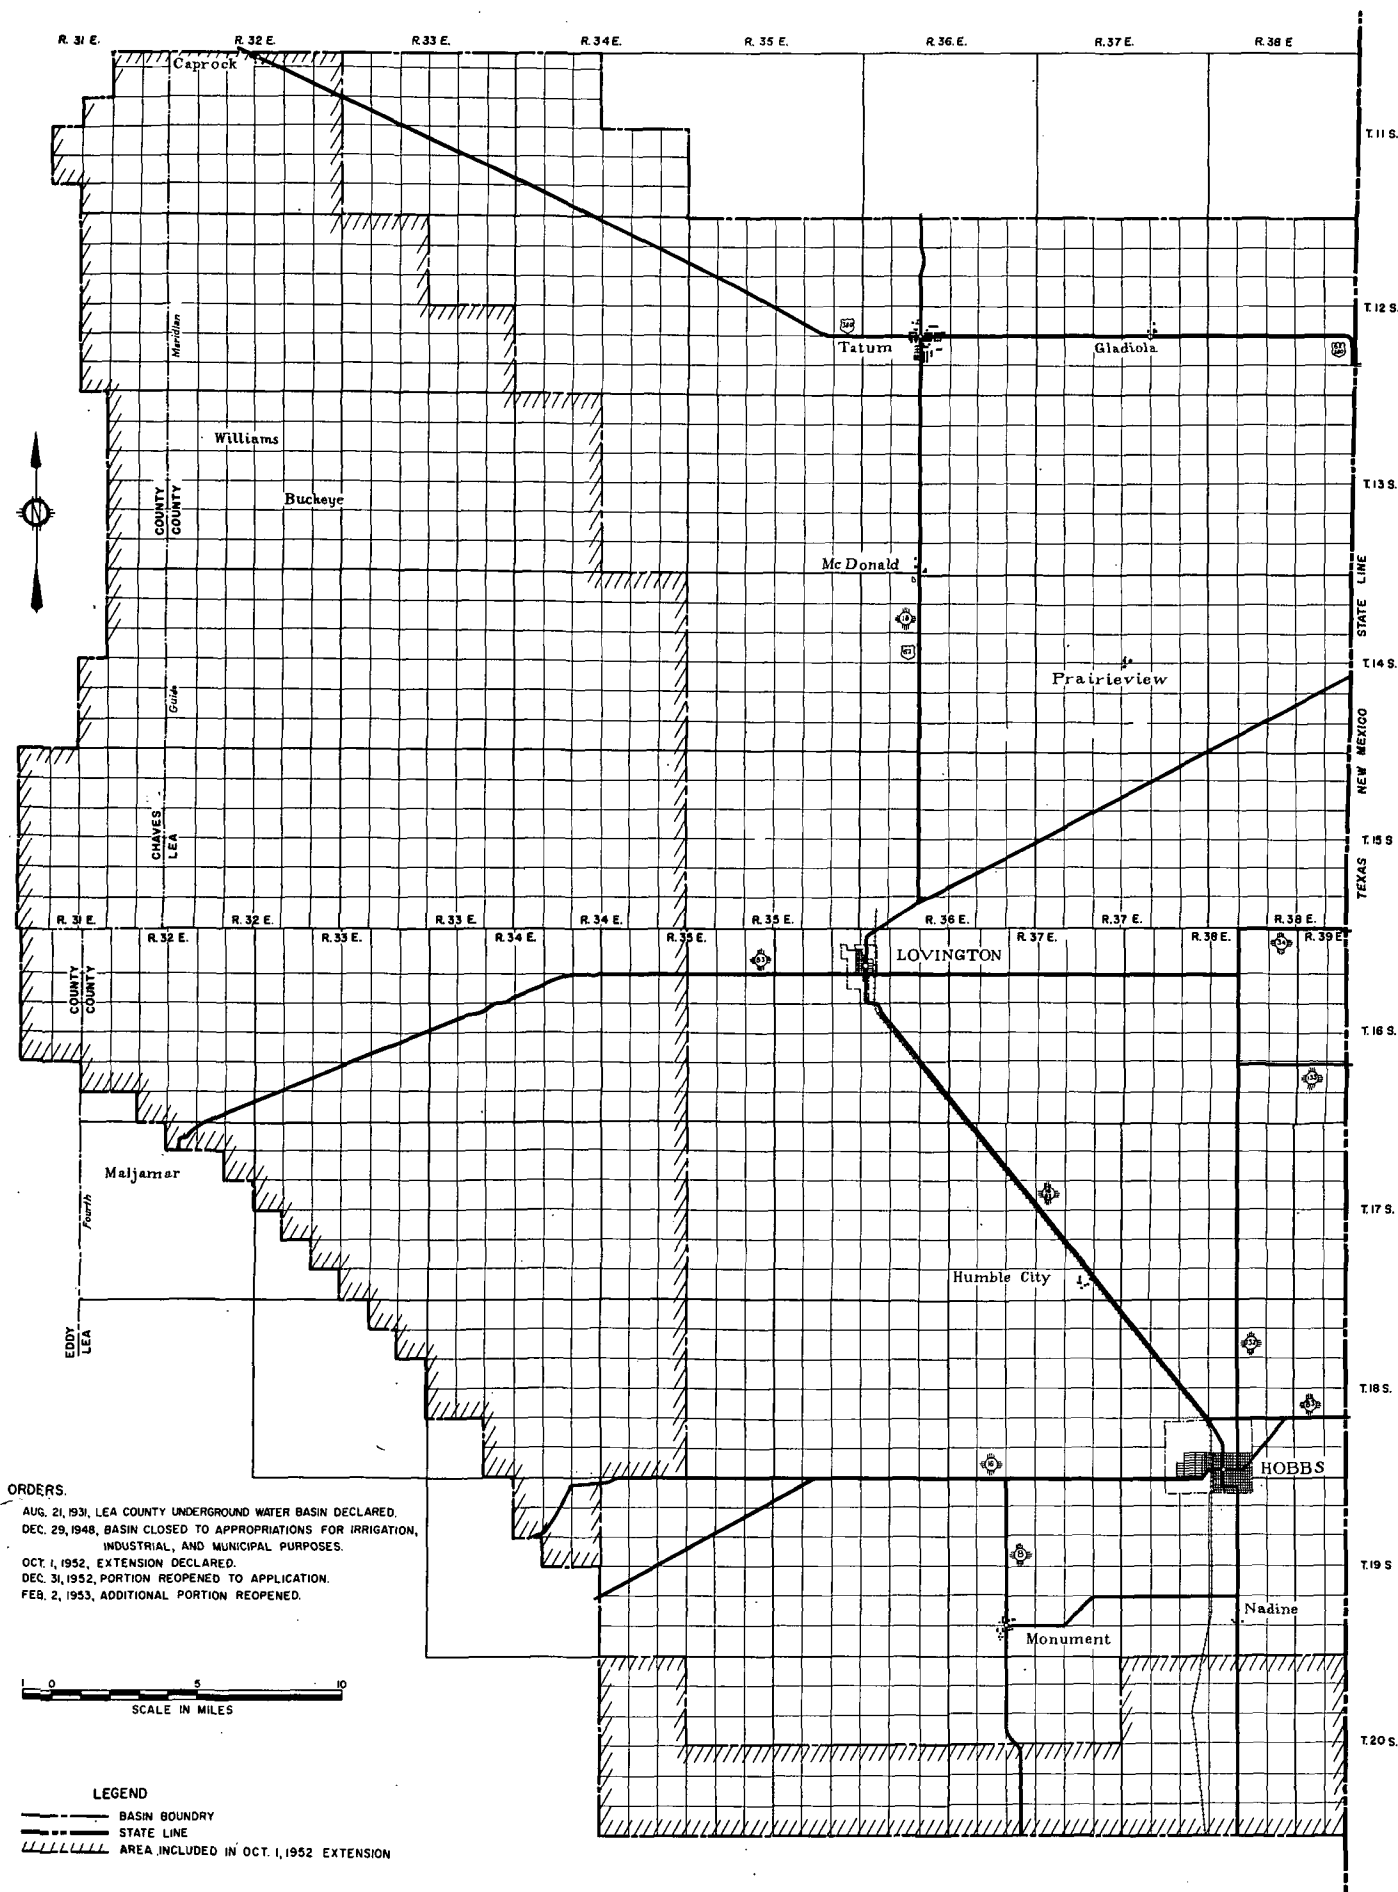 R. 31 E. R. 32 E. R. 33 E. R. 34 E. R. 35 E. R. 36 E. R. 37 E. R. 38 E
Caprock
T. 11 S.
T. 12 S.
Meridian
380
Tatum
Gladiola
Williams
Buckeye
T. 13 S.
COUNTY
COUNTY
N
McDonald
STATE LINE
18
T. 14 S.
Prairieview
Guide
NEW MEXICO
CHAVES
LEA
T. 15 S
TEXAS
R. 31 E. R. 32 E. R. 33 E. R. 34 E. R. 35 E. R. 36 E. R. 37 E. R. 38 E.
R. 32 E. R. 33 E. R. 34 E. R. 35 E. R. 37 E. R. 38 E. R. 39 E.
83
LOVINGTON
COUNTY
COUNTY
T. 16 S.
Maljamar
Fourth
T. 17 S.
Humble City
EDDY
LEA
132
T. 18 S.
83
HOBBS
ORDERS.
AUG. 21, 1931, LEA COUNTY UNDERGROUND WATER BASIN DECLARED.
DEC. 29, 1948, BASIN CLOSED TO APPROPRIATIONS FOR IRRIGATION,
INDUSTRIAL, AND MUNICIPAL PURPOSES.
OCT. 1, 1952, EXTENSION DECLARED.
DEC. 31, 1952, PORTION REOPENED TO APPLICATION.
FEB. 2, 1953, ADDITIONAL PORTION REOPENED.
8
T. 19 S
Nadine
Monument
0 5 10
SCALE IN MILES
T. 20 S.
LEGEND
BASIN BOUNDRY
STATE LINE
AREA INCLUDED IN OCT. 1, 1952 EXTENSION